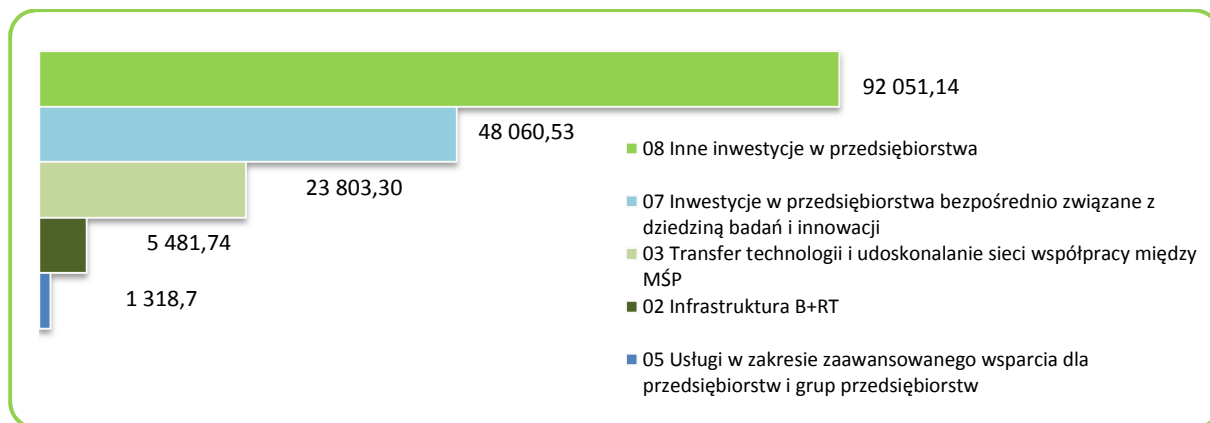 92 051,14
48 060,53
23 803,30
5 481,74
1 318,7
08 Inne inwestycje w przedsiębiorstwa
07 Inwestycje w przedsiębiorstwa bezpośrednio związane z
dziedziną badań i innowacji
03 Transfer technologii i udoskonalanie sieci współpracy między
MŚP
02 Infrastruktura B+RT
05 Usługi w zakresie zaawansowanego wsparcia dla
przedsiębiorstw i grup przedsiębiorstw